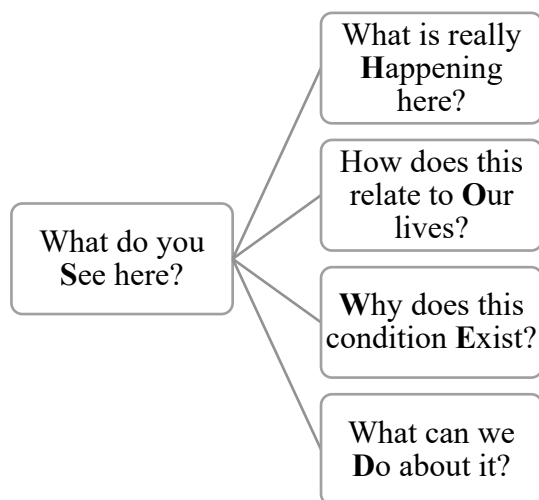 What do you
See here?
What is really
Happening
here?
How does this
relate to Our
lives?
Why does this
condition Exist?
What can we
Do about it?